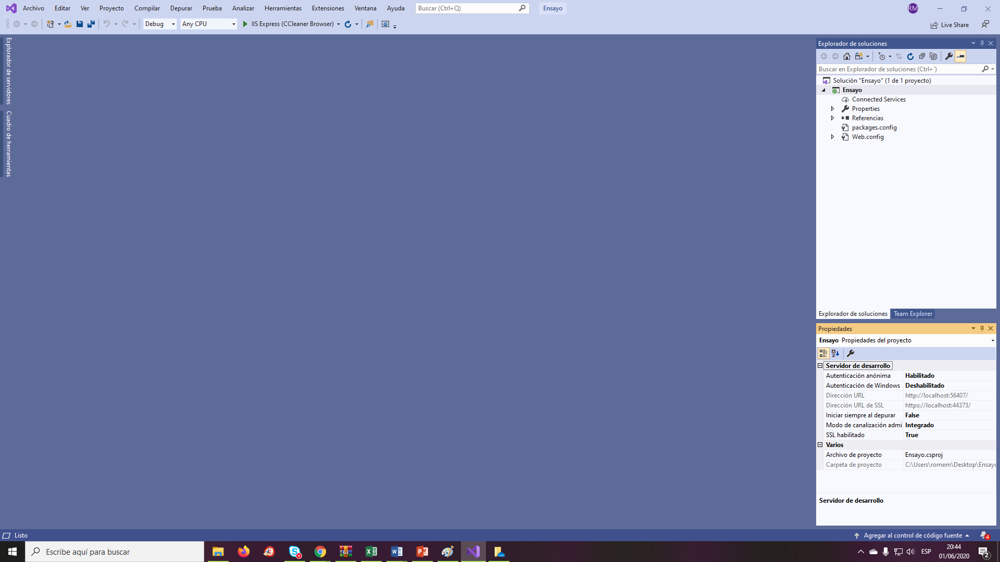 Archivo Editar Ver Proyecto Compilar Depurar Prueba Analizar Herramientas Extensiones Ventana Ayuda Buscar (Ctrl+Q) Ensayo RM
Debug Any CPU IIS Express (CCleaner Browser) Live Share
Explorador de servidores
Cuadro de herramientas
Explorador de soluciones
Buscar en Explorador de soluciones (Ctrl+`)
Solución "Ensayo" (1 de 1 proyecto)
Ensayo
Connected Services
Properties
Referencias
packages.config
Web.config
Explorador de soluciones Team Explorer
Propiedades
Ensayo Propiedades del proyecto
Servidor de desarrollo
Autenticación anónima Habilitado
Autenticación de Windows Deshabilitado
Dirección URL http://localhost:56407/
Dirección URL de SSL https://localhost:44373/
Iniciar siempre al depurar False
Modo de canalización admi Integrado
SSL habilitado True
Varios
Archivo de proyecto Ensayo.csproj
Carpeta de proyecto C:\Users\romem\Desktop\Ensayo
Servidor de desarrollo
Listo Agregar al control de código fuente 4
Escribe aquí para buscar ESP 20:44
01/06/2020 2